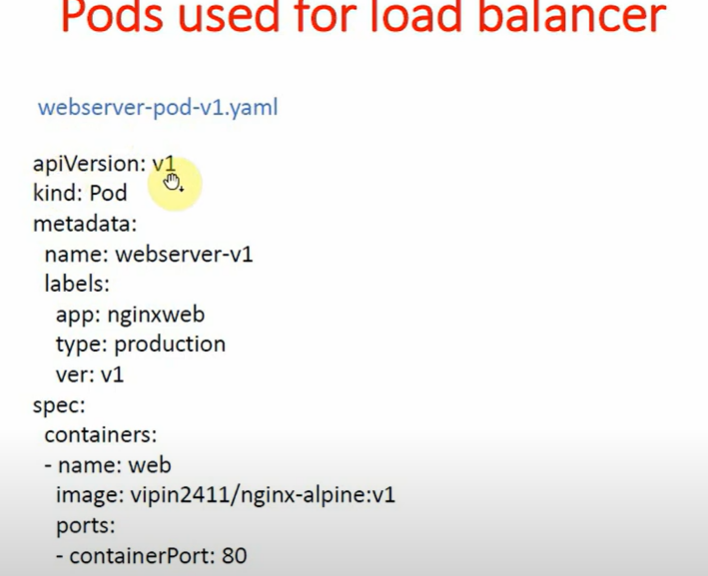 Pods used for load balancer
webserver-pod-v1.yaml
apiVersion: v1
kind: Pod
metadata:
  name: webserver-v1
  labels:
    app: nginxweb
    type: production
    ver: v1
spec:
  containers:
  - name: web
    image: vipin2411/nginx-alpine:v1
    ports:
    - containerPort: 80